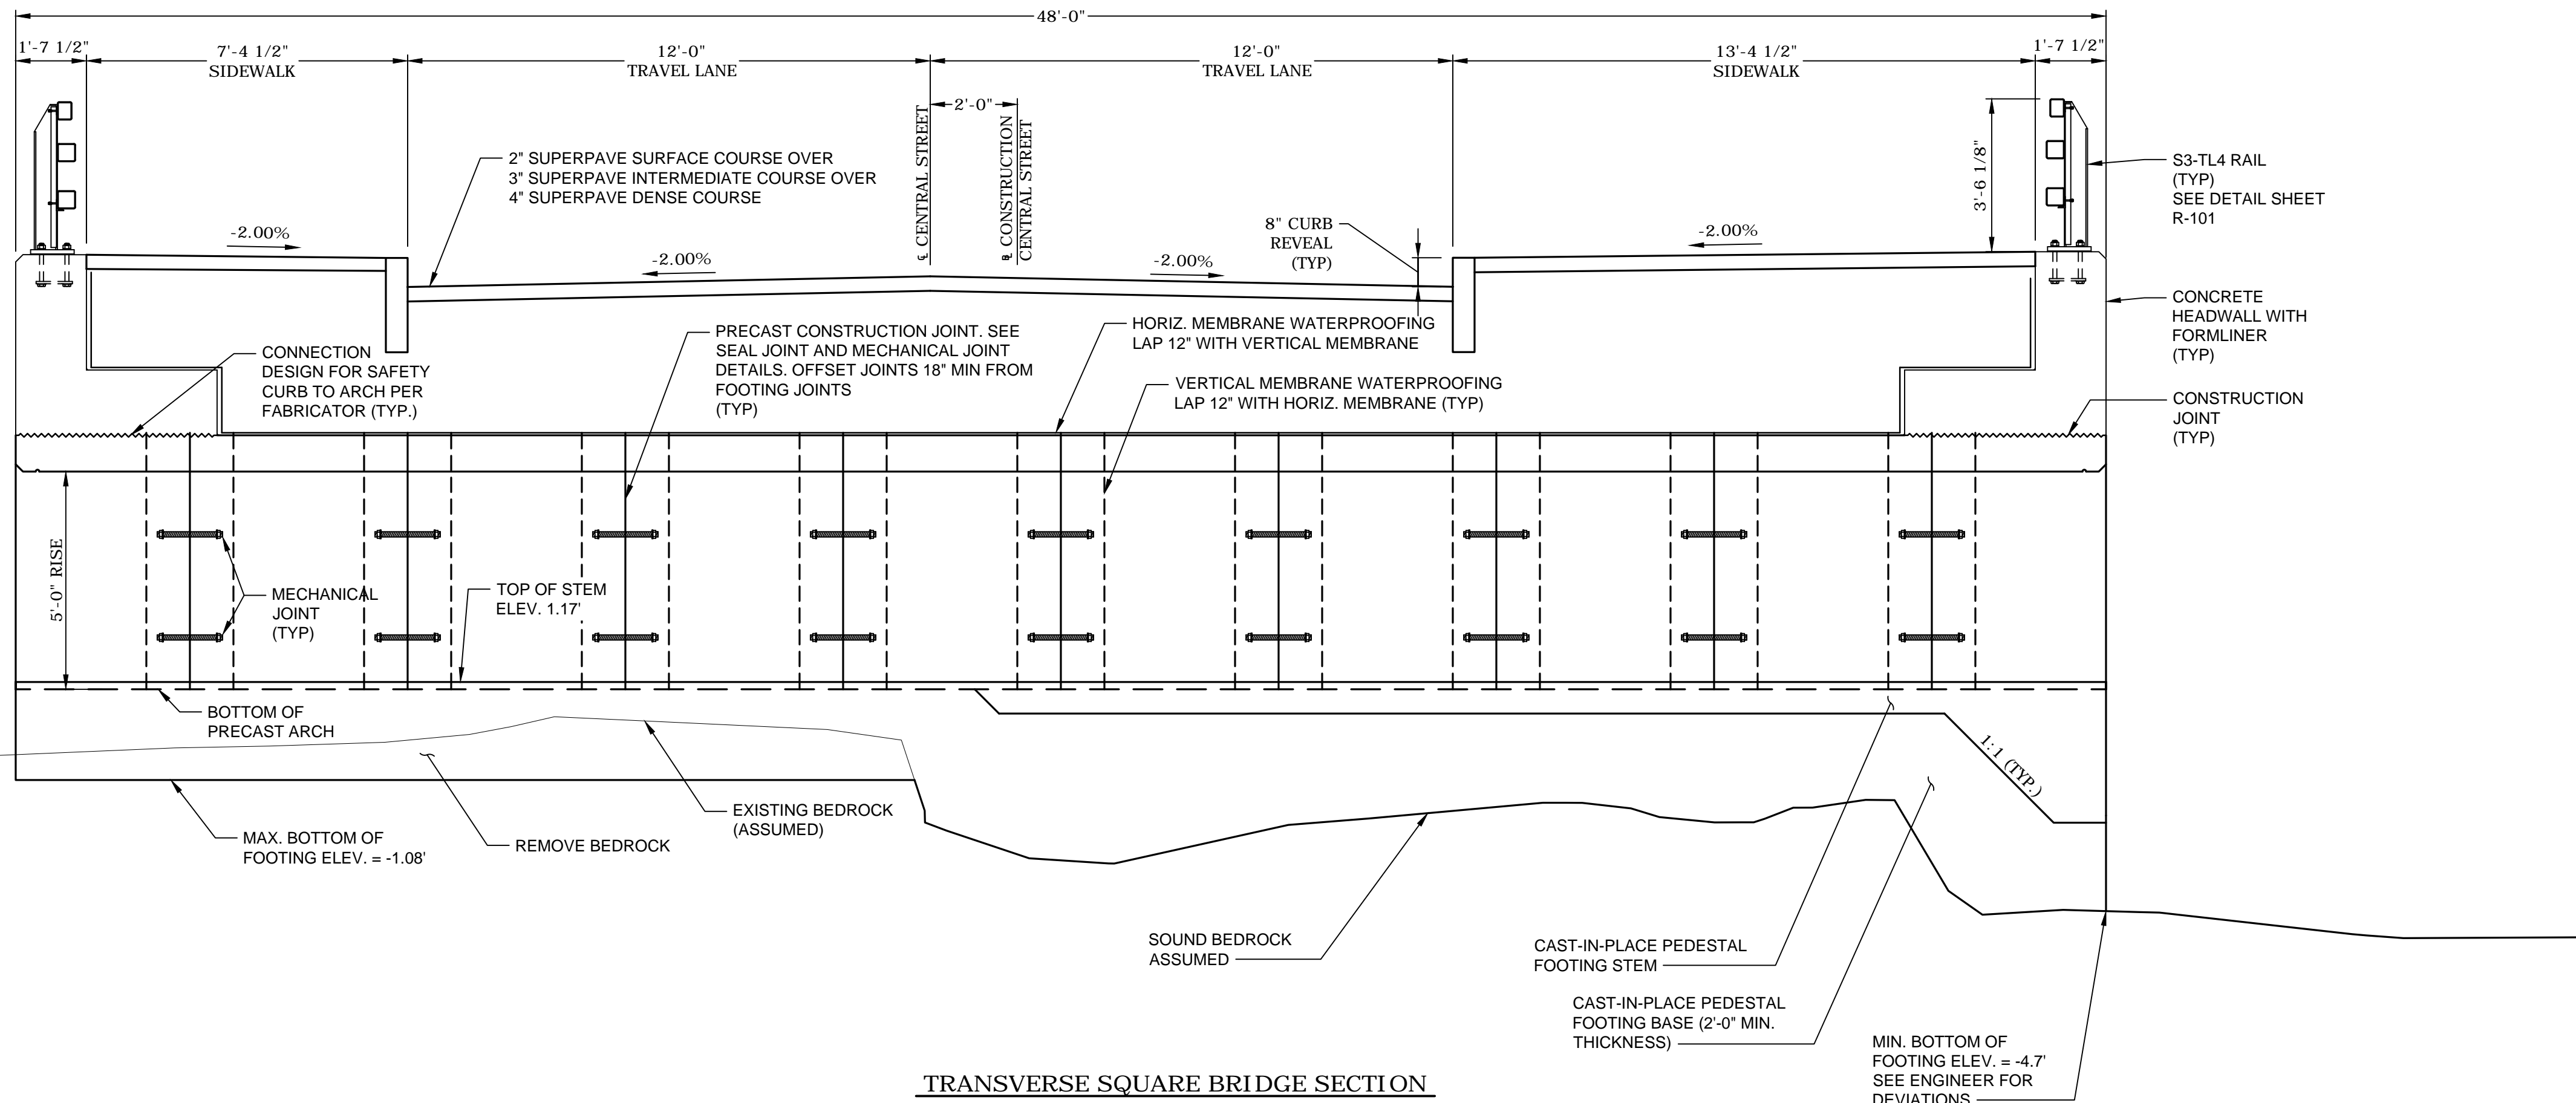 48'-0"
1'-7 1/2"
7'-4 1/2"
SIDEWALK
12'-0"
TRAVEL LANE
12'-0"
TRAVEL LANE
13'-4 1/2"
SIDEWALK
1'-7 1/2"
2'-0"
℄ CENTRAL STREET
CONSTRUCTION
CENTRAL STREET
3'-6 1/8"
2" SUPERPAVE SURFACE COURSE OVER
3" SUPERPAVE INTERMEDIATE COURSE OVER
4" SUPERPAVE DENSE COURSE
S3-TL4 RAIL
(TYP)
SEE DETAIL SHEET
R-101
8" CURB
REVEAL
(TYP)
-2.00%
-2.00%
-2.00%
-2.00%
CONCRETE
HEADWALL WITH
FORMLINER
(TYP)
CONNECTION
DESIGN FOR SAFETY
CURB TO ARCH PER
FABRICATOR (TYP.)
PRECAST CONSTRUCTION JOINT. SEE
SEAL JOINT AND MECHANICAL JOINT
DETAILS. OFFSET JOINTS 18" MIN FROM
FOOTING JOINTS
(TYP)
HORIZ. MEMBRANE WATERPROOFING
LAP 12" WITH VERTICAL MEMBRANE
VERTICAL MEMBRANE WATERPROOFING
LAP 12" WITH HORIZ. MEMBRANE (TYP)
CONSTRUCTION
JOINT
(TYP)
5'-0" RISE
MECHANICAL
JOINT
(TYP)
TOP OF STEM
ELEV. 1.17'
BOTTOM OF
PRECAST ARCH
1:1 (TYP.)
MAX. BOTTOM OF
FOOTING ELEV. = -1.08'
REMOVE BEDROCK
EXISTING BEDROCK
(ASSUMED)
SOUND BEDROCK
ASSUMED
CAST-IN-PLACE PEDESTAL
FOOTING STEM
CAST-IN-PLACE PEDESTAL
FOOTING BASE (2'-0" MIN.
THICKNESS)
MIN. BOTTOM OF
FOOTING ELEV. = -4.7'
SEE ENGINEER FOR
DEVIATIONS
TRANSVERSE SQUARE BRIDGE SECTION